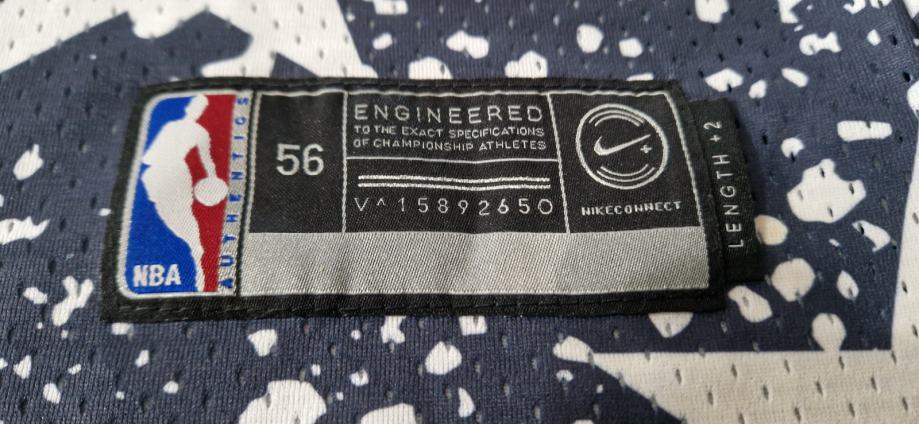 NBA
AUTHENTICS
56
ENGINEERED
TO THE EXACT SPECIFICATIONS
OF CHAMPIONSHIP ATHLETES
V^15892650
NIKECONNECT
LENGTH +2